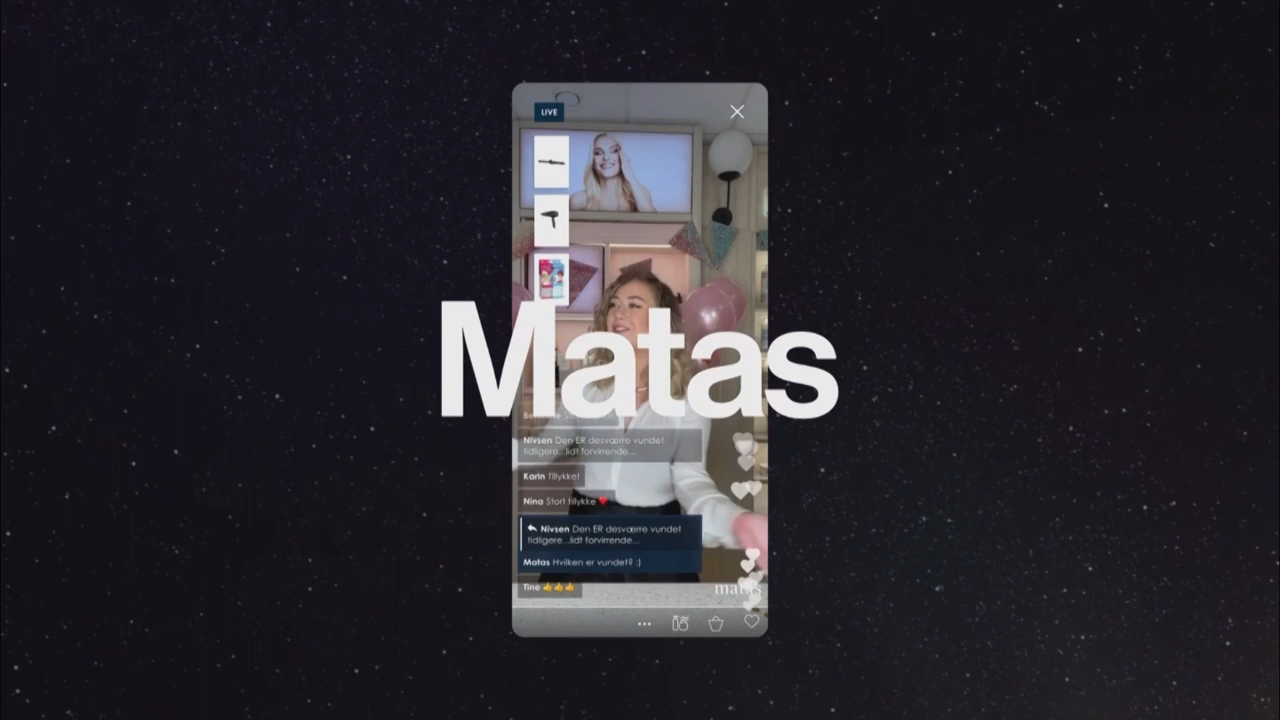 LIVE
Matas
Nivsen Den ER desværre vundet
tidligere...lidt forvirrende...
Karin Tillykke!
Nina Stort tillykke ❤️
Nivsen Den ER desværre vundet
tidligere...lidt forvirrende...
Matas Hvilken er vundet? :)
Tine 👍👍👍
matas